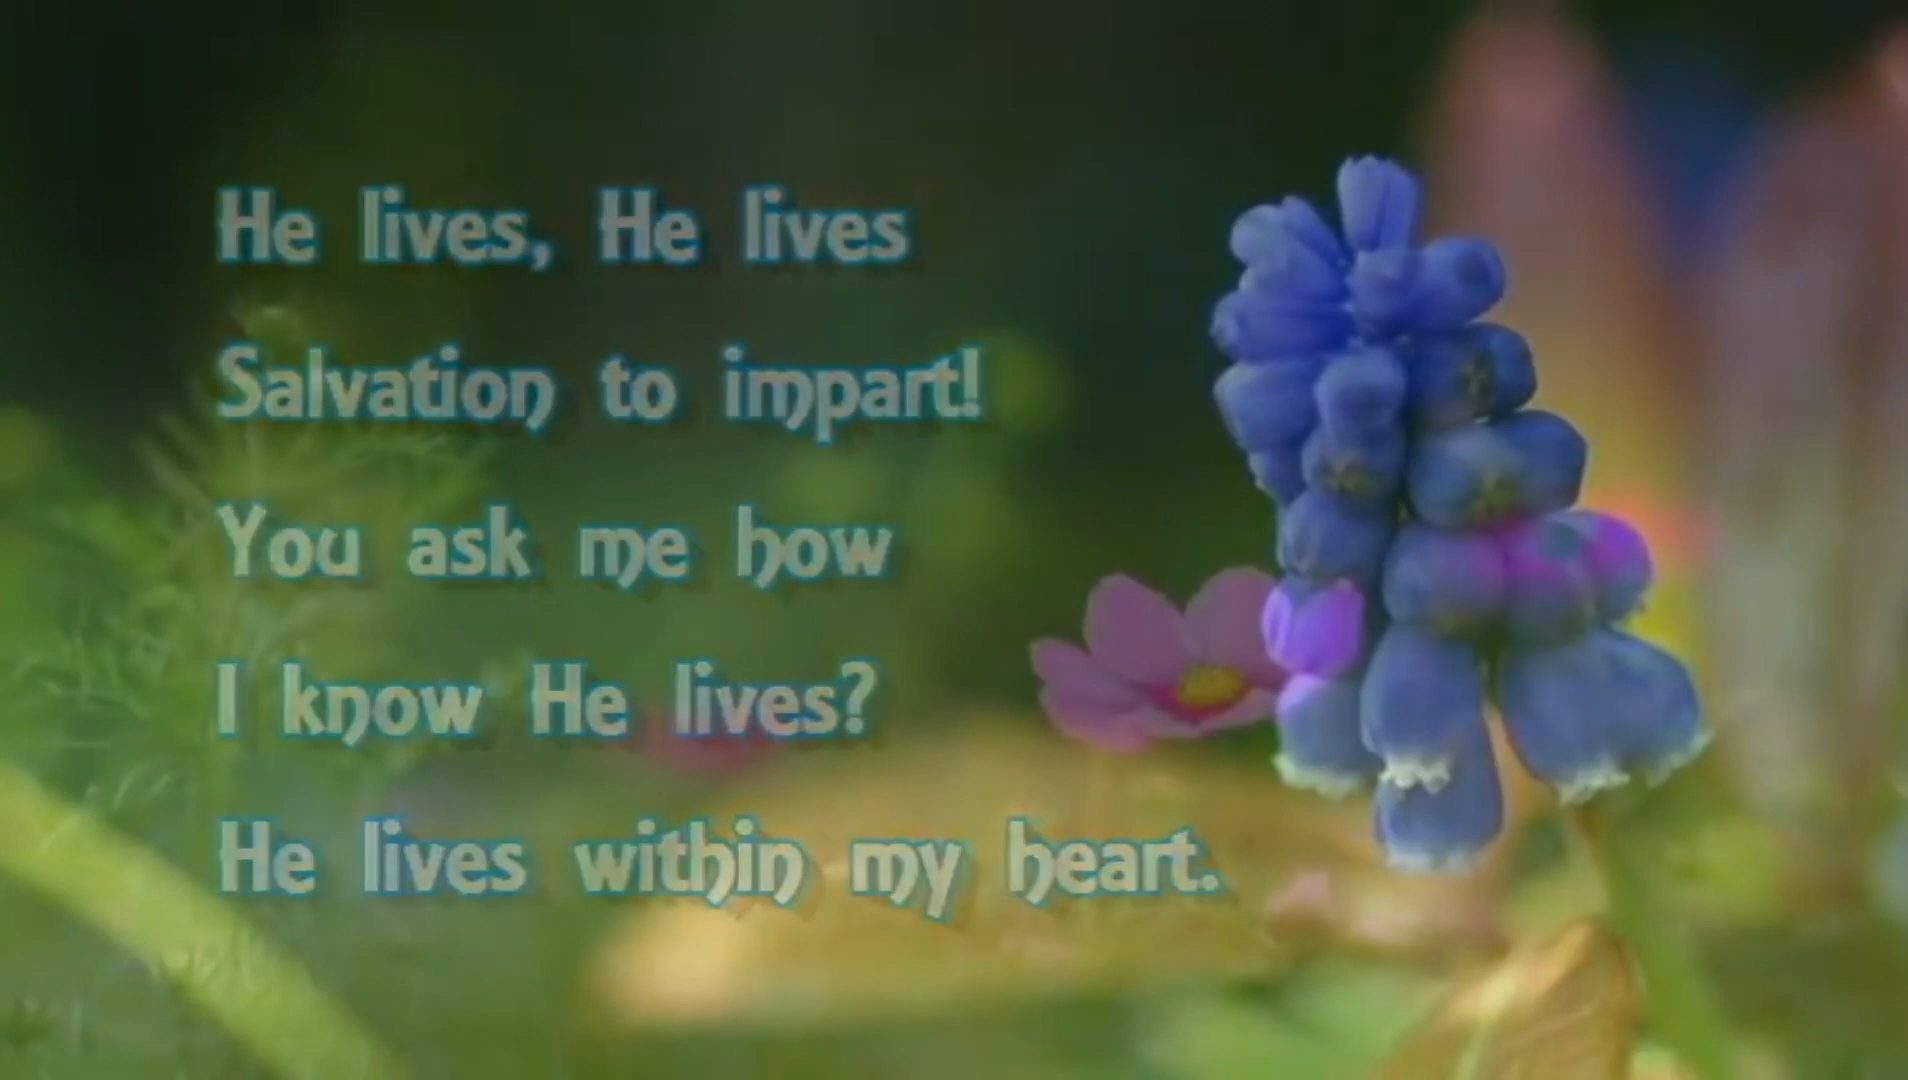 He lives, He lives
Salvation to impart!
You ask me how
I know He lives?
He lives within my heart.